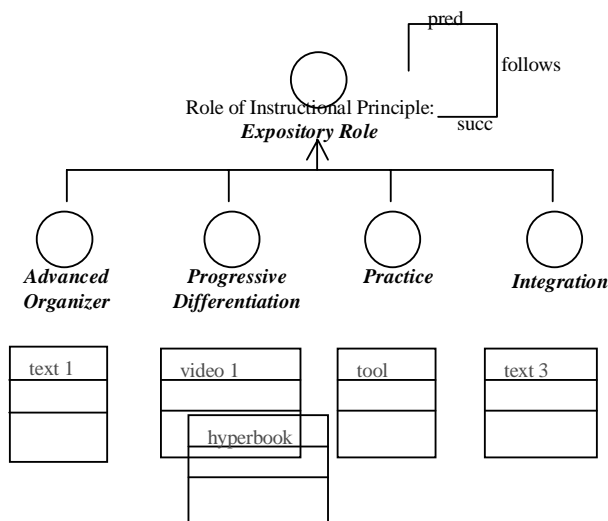 pred
follows
Role of Instructional Principle:
succ
Expository Role
Advanced
Organizer
Progressive
Differentiation
Practice
Integration
text 1
video 1
tool
text 3
hyperbook